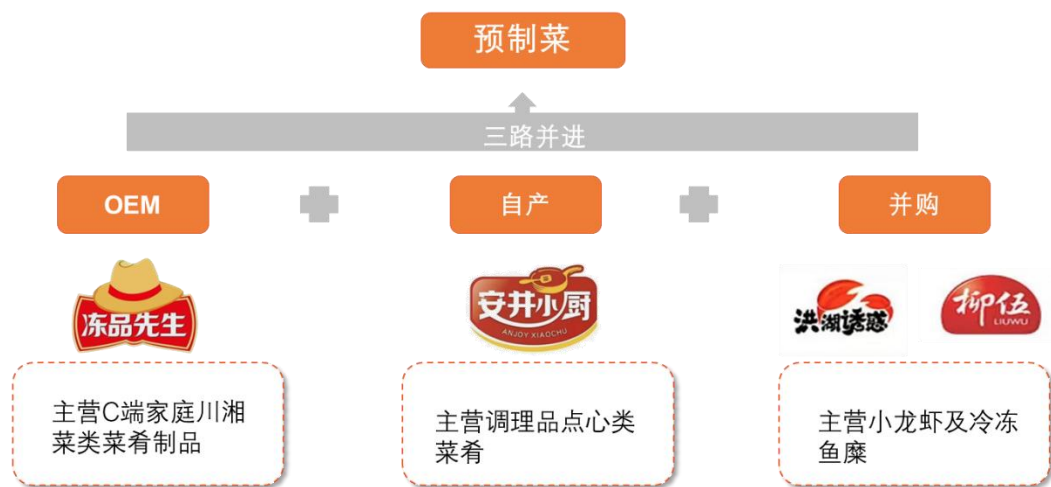 预制菜
三路并进
OEM
自产
并购
冻品先生
安井小厨
ANJOY XIAOCHU
洪湖诱惑
柳伍
LIUWU
主营C端家庭川湘
菜类菜肴制品
主营调理品点心类
菜肴
主营小龙虾及冷冻
鱼糜